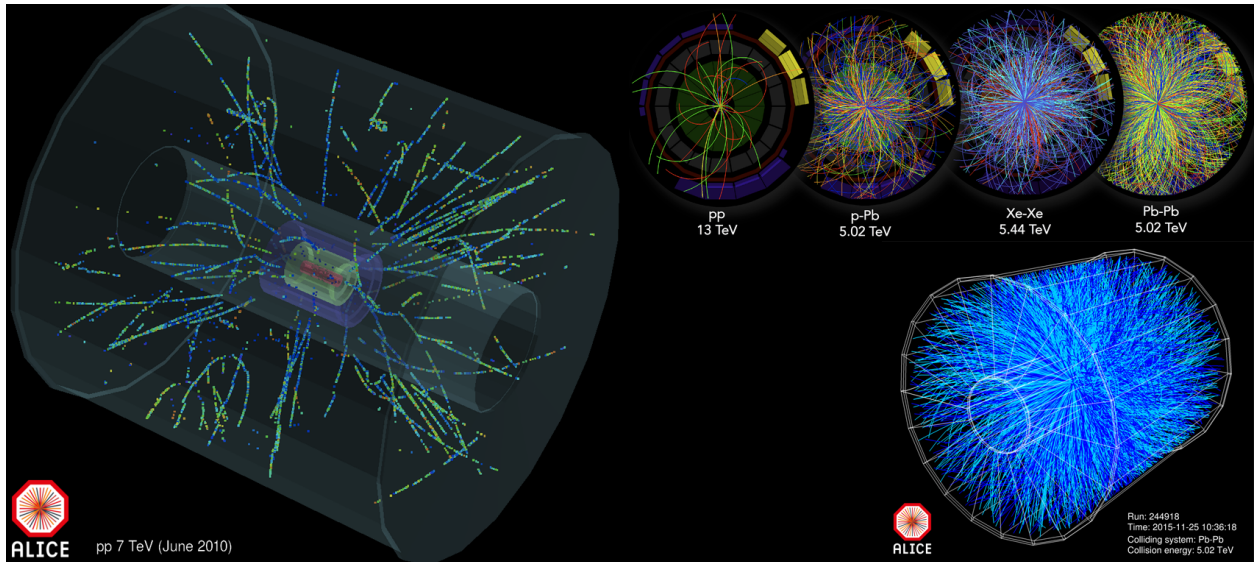 pp
13 TeV
p-Pb
5.02 TeV
Xe-Xe
5.44 TeV
Pb-Pb
5.02 TeV
ALICE
pp 7 TeV (June 2010)
ALICE
Run: 244918
Time: 2015-11-25 10:36:18
Colliding system: Pb-Pb
Collision energy: 5.02 TeV